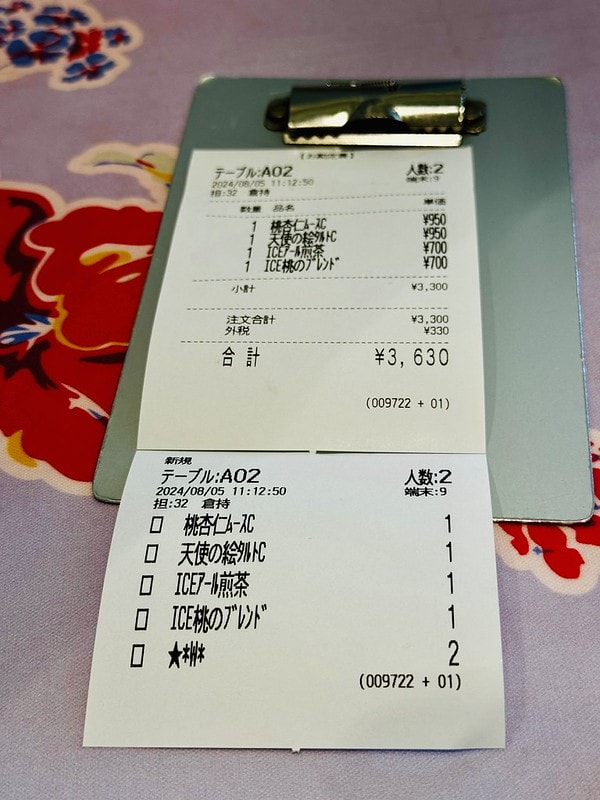 【お勘定書】
テーブル:A02 人数:2
2024/08/05 11:12:50 端末:9
担:32 倉持
数量 品名 単価
1 桃杏仁ﾑｰｽC ¥950
1 天使の絵ﾀﾙﾄC ¥950
1 ICEｱｰﾙ煎茶 ¥700
1 ICE桃のﾌﾞﾚﾝﾄﾞ ¥700
小計 ¥3,300
注文合計 ¥3,300
外税 ¥330
合計 ¥3,630
(009722 + 01)
新規
テーブル:A02 人数:2
2024/08/05 11:12:50 端末:9
担:32 倉持
□ 桃杏仁ﾑｰｽC 1
□ 天使の絵ﾀﾙﾄC 1
□ ICEｱｰﾙ煎茶 1
□ ICE桃のﾌﾞﾚﾝﾄﾞ 1
□ ★*W* 2
(009722 + 01)